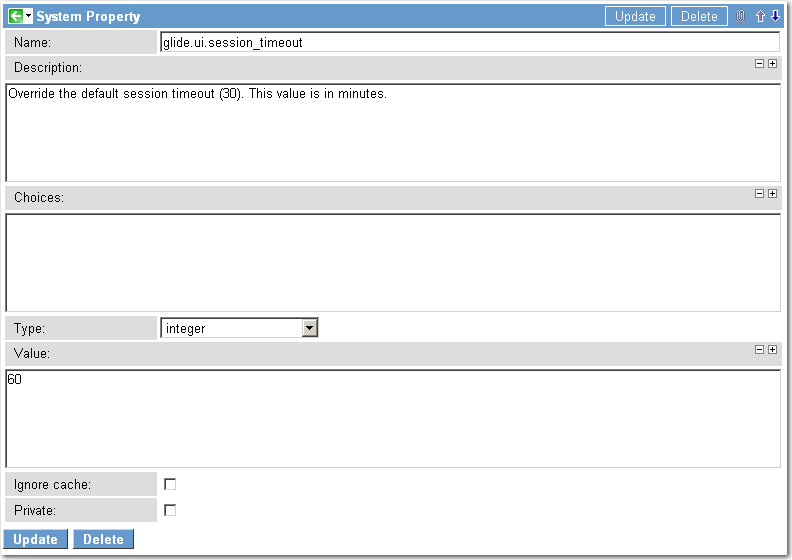 System Property Update Delete
Name: glide.ui.session_timeout
Description:
Override the default session timeout (30). This value is in minutes.
Choices:
Type: integer
Value:
60
Ignore cache:
Private:
Update Delete